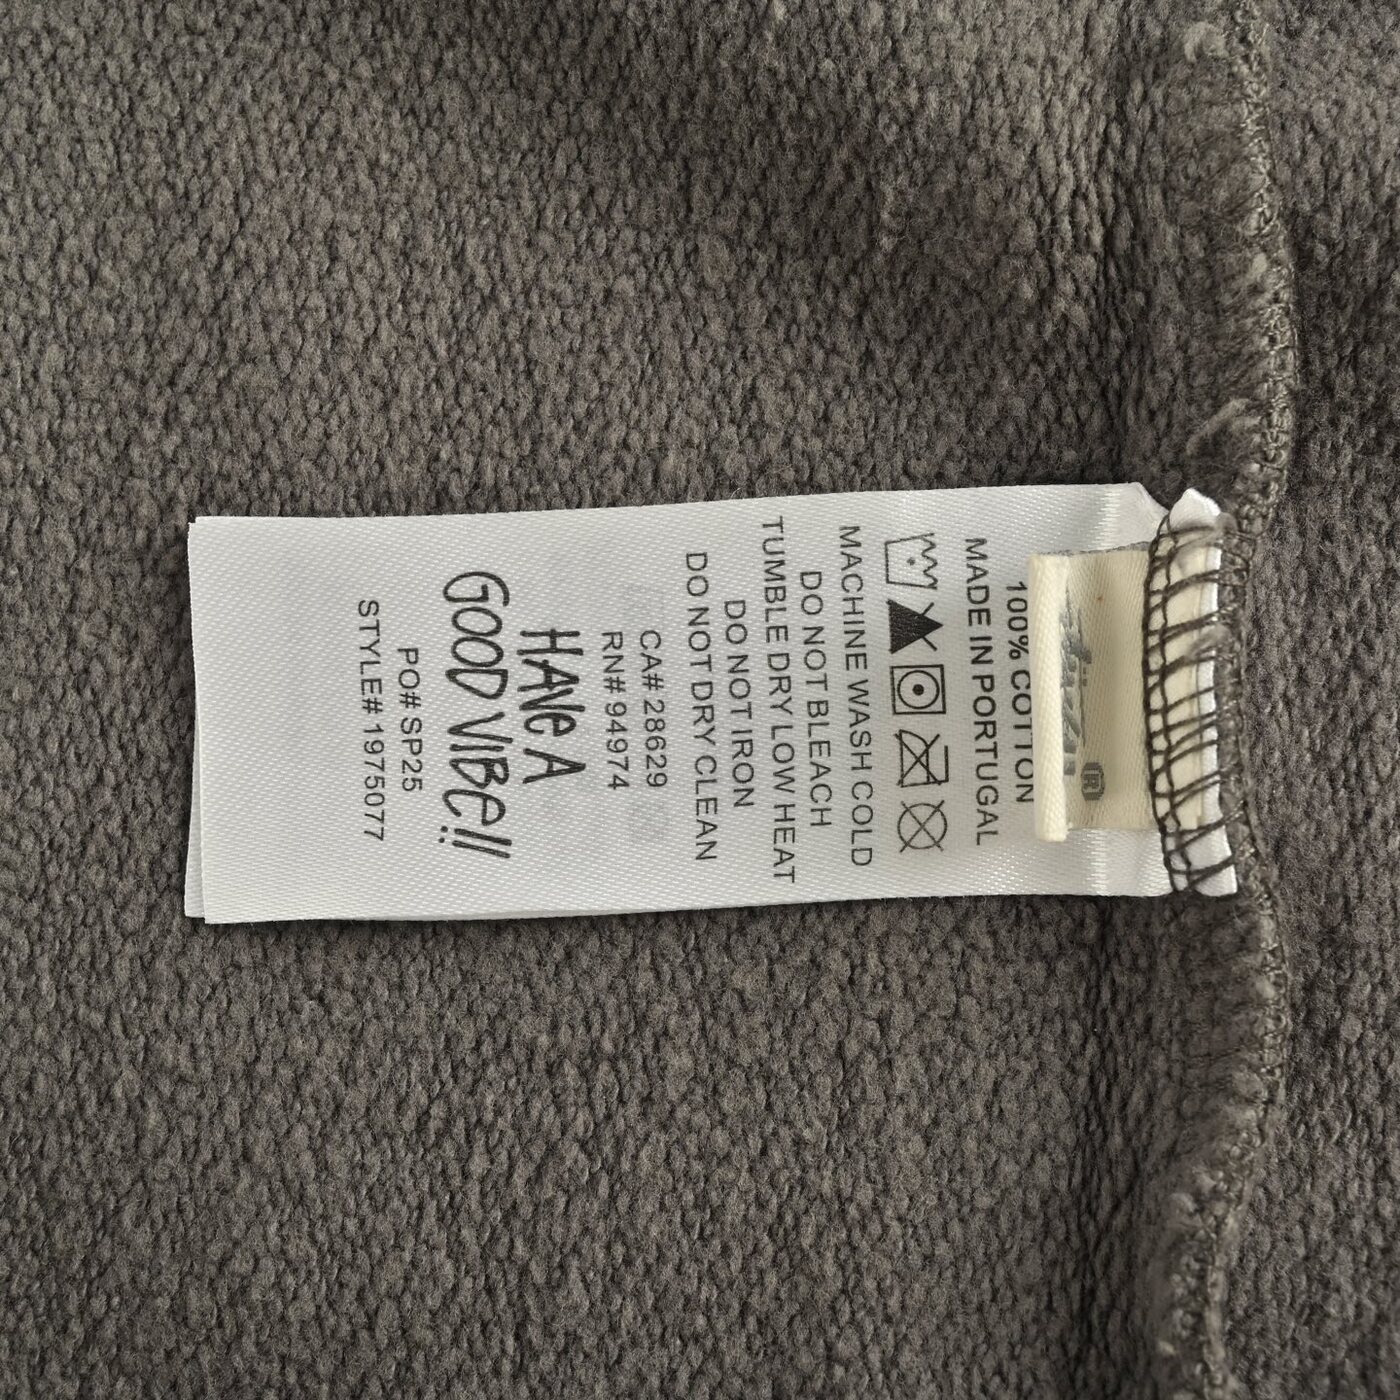 100% COTTON
MADE IN PORTUGAL
MACHINE WASH COLD
DO NOT BLEACH
TUMBLE DRY LOW HEAT
DO NOT IRON
DO NOT DRY CLEAN
CA# 28629
RN# 94974
HAVE A
GOOD VIBE!!
PO# SP25
STYLE# 1975077